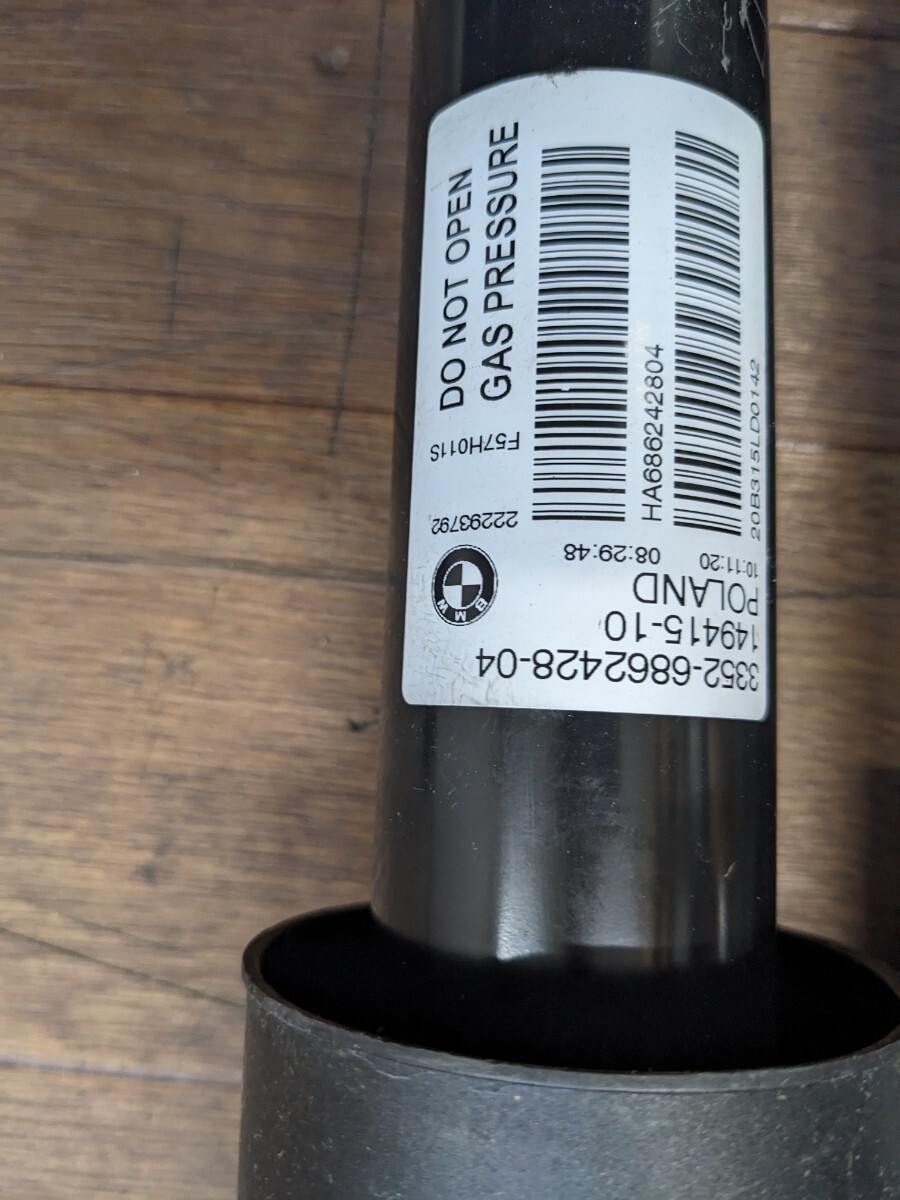 DO NOT OPEN
GAS PRESSURE
HA686242804
20B315LD0142
F57H011S
22293792
BMW
08:29:48
10:11:20
POLAND
149415-10
3352-6862428-04